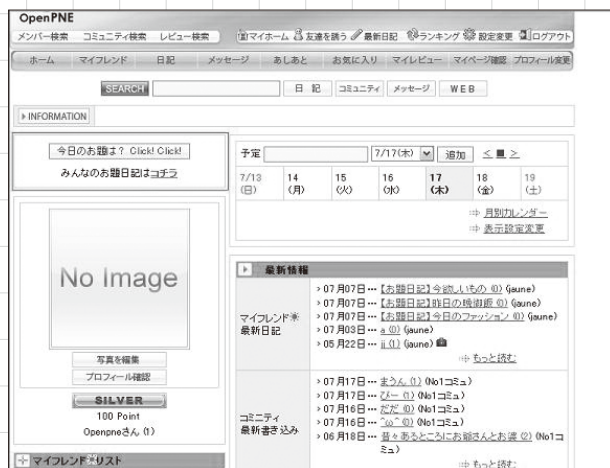 OpenPNE
メンバー検索 コミュニティ検索 レビュー検索 マイホーム 友達を誘う 最新日記 ランキング 設定変更 ログアウト
ホーム マイフレンド 日記 メッセージ あしあと お気に入り マイレビュー マイページ確認 プロフィール変更
SEARCH 日 記 コミュニティ メッセージ WEB
INFORMATION
今日のお題は? Click! Click!
みんなのお題日記はコチラ
No Image
写真を編集
プロフィール確認
SILVER
100 Point
Openpneさん (1)
マイフレンド リスト
予定 7/17(木) 追加 < ■ >
7/13 14 15 16 17 18 19
(日) (月) (火) (水) (木) (金) (土)
⇨ 月別カレンダー
⇨ 表示設定変更
最新情報
マイフレンド
最新日記
› 07月07日… 【お題日記】今欲しいもの (0) (jaune)
› 07月07日… 【お題日記】昨日の晩御飯 (0) (jaune)
› 07月07日… 【お題日記】今日のファッション (0) (jaune)
› 07月03日… a (0) (jaune)
› 05月22日… jj (1) (jaune)
⇨ もっと読む
コミニティ
最新書き込み
› 07月17日… まうん (1) (No1コミュ)
› 07月17日… びー (1) (No1コミュ)
› 07月16日… だだ (0) (No1コミュ)
› 07月16日… ^ω^ (0) (No1コミュ)
› 06月18日… 昔々あるところにお爺さんとお婆 (2) (No1コ
ミュ)
⇨ もっと読む